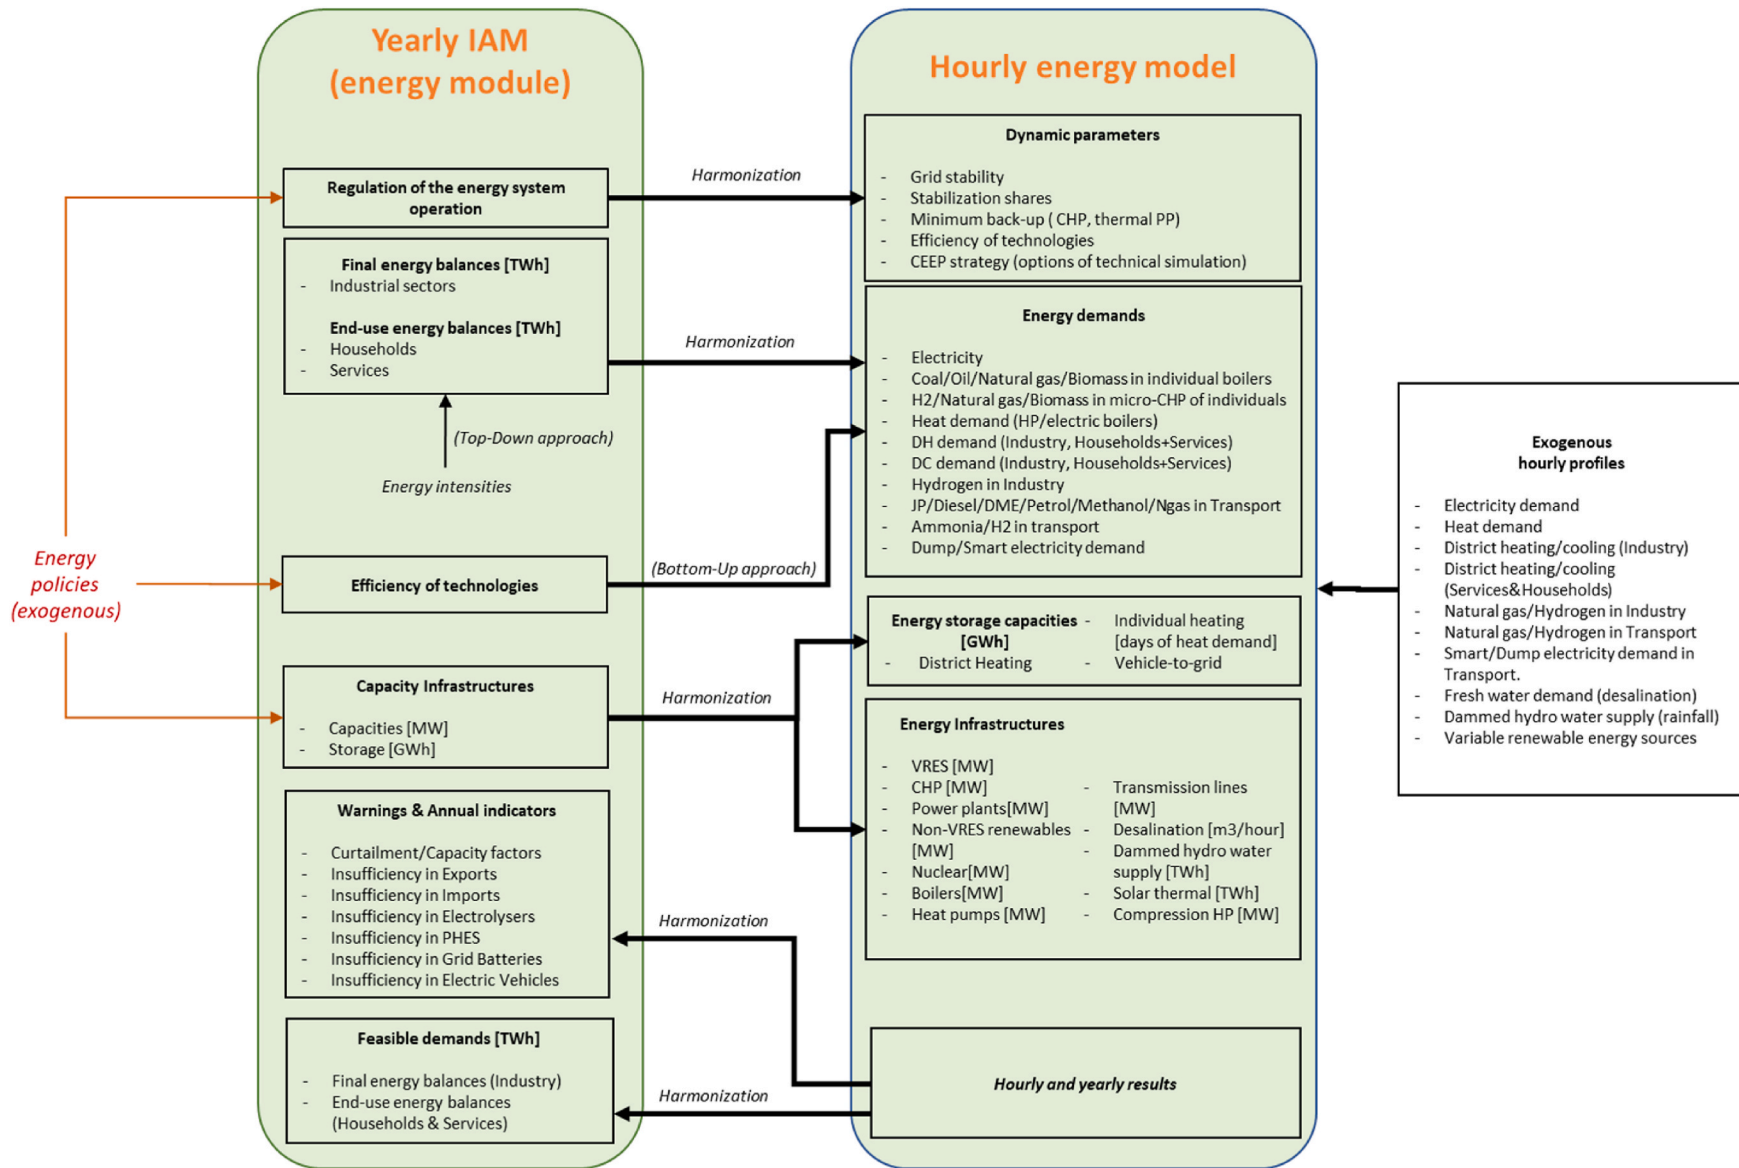 Yearly IAM
(energy module)
Hourly energy model
Energy
policies
(exogenous)
Regulation of the energy system
operation
Final energy balances [TWh]
- Industrial sectors
End-use energy balances [TWh]
- Households
- Services
(Top-Down approach)
Energy intensities
Efficiency of technologies
Capacity Infrastructures
- Capacities [MW]
- Storage [GWh]
Warnings & Annual indicators
- Curtailment/Capacity factors
- Insufficiency in Exports
- Insufficiency in Imports
- Insufficiency in Electrolysers
- Insufficiency in PHES
- Insufficiency in Grid Batteries
- Insufficiency in Electric Vehicles
Feasible demands [TWh]
- Final energy balances (Industry)
- End-use energy balances
(Households & Services)
Harmonization
Harmonization
(Bottom-Up approach)
Harmonization
Harmonization
Harmonization
Dynamic parameters
- Grid stability
- Stabilization shares
- Minimum back-up ( CHP, thermal PP)
- Efficiency of technologies
- CEEP strategy (options of technical simulation)
Energy demands
- Electricity
- Coal/Oil/Natural gas/Biomass in individual boilers
- H2/Natural gas/Biomass in micro-CHP of individuals
- Heat demand (HP/electric boilers)
- DH demand (Industry, Households+Services)
- DC demand (Industry, Households+Services)
- Hydrogen in Industry
- JP/Diesel/DME/Petrol/Methanol/Ngas in Transport
- Ammonia/H2 in transport
- Dump/Smart electricity demand
Energy storage capacities
[GWh]
- District Heating
- Individual heating
[days of heat demand]
- Vehicle-to-grid
Energy Infrastructures
- VRES [MW]
- CHP [MW]
- Power plants[MW]
- Non-VRES renewables
[MW]
- Nuclear[MW]
- Boilers[MW]
- Heat pumps [MW]
- Transmission lines
[MW]
- Desalination [m3/hour]
- Dammed hydro water
supply [TWh]
- Solar thermal [TWh]
- Compression HP [MW]
Hourly and yearly results
Exogenous
hourly profiles
- Electricity demand
- Heat demand
- District heating/cooling (Industry)
- District heating/cooling
(Services&Households)
- Natural gas/Hydrogen in Industry
- Natural gas/Hydrogen in Transport
- Smart/Dump electricity demand in
Transport.
- Fresh water demand (desalination)
- Dammed hydro water supply (rainfall)
- Variable renewable energy sources